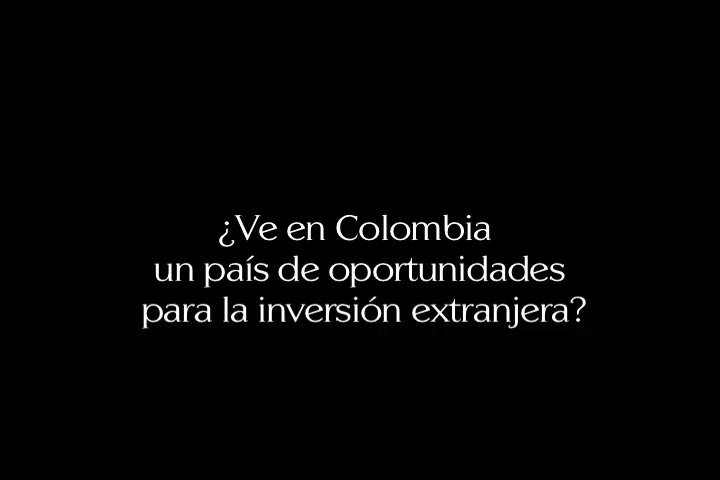 ¿Ve en Colombia
un país de oportunidades
para la inversión extranjera?